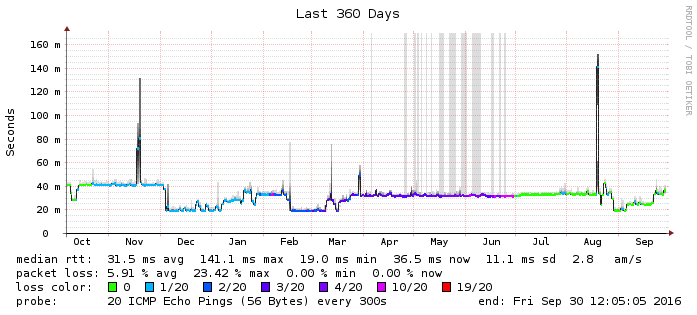 Last 360 Days
RRDTOOL / TOBI OETIKER
Seconds
160 m
140 m
120 m
100 m
80 m
60 m
40 m
20 m
0
Oct Nov Dec Jan Feb Mar Apr May Jun Jul Aug Sep
median rtt: 31.5 ms avg 141.1 ms max 19.0 ms min 36.5 ms now 11.1 ms sd 2.8 am/s
packet loss: 5.91 % avg 23.42 % max 0.00 % min 0.00 % now
loss color: 0 1/20 2/20 3/20 4/20 10/20 19/20
probe: 20 ICMP Echo Pings (56 Bytes) every 300s end: Fri Sep 30 12:05:05 2016